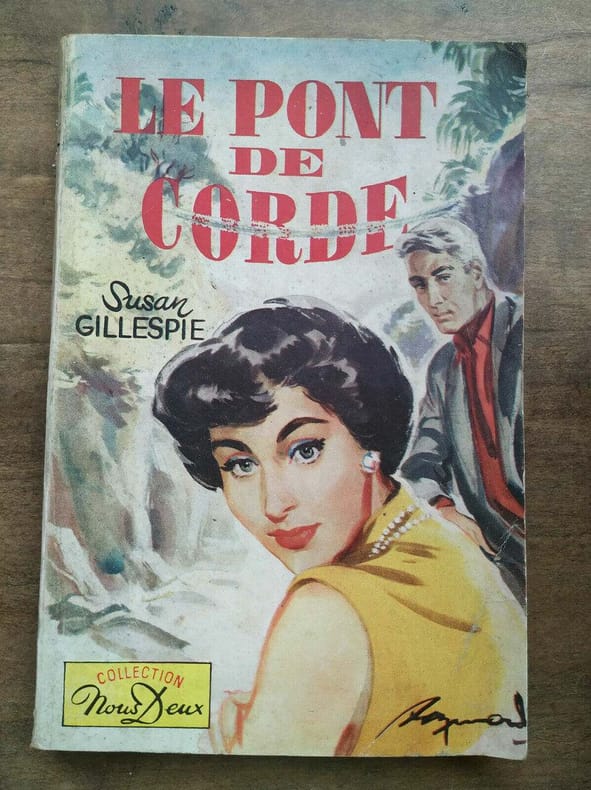 LE PONT
DE
CORDE
Susan
GILLESPIE
COLLECTION
Nous Deux